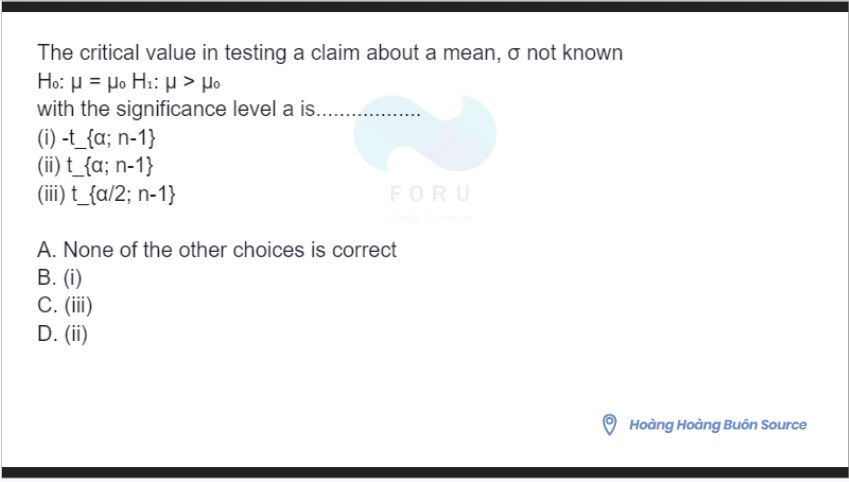 The critical value in testing a claim about a mean, σ not known
H₀: μ = μ₀ H₁: μ > μ₀
with the significance level a is..................
(i) -t_{α; n-1}
(ii) t_{α; n-1}
(iii) t_{α/2; n-1}
FORU
A. None of the other choices is correct
B. (i)
C. (iii)
D. (ii)
Hoàng Hoàng Buôn Source